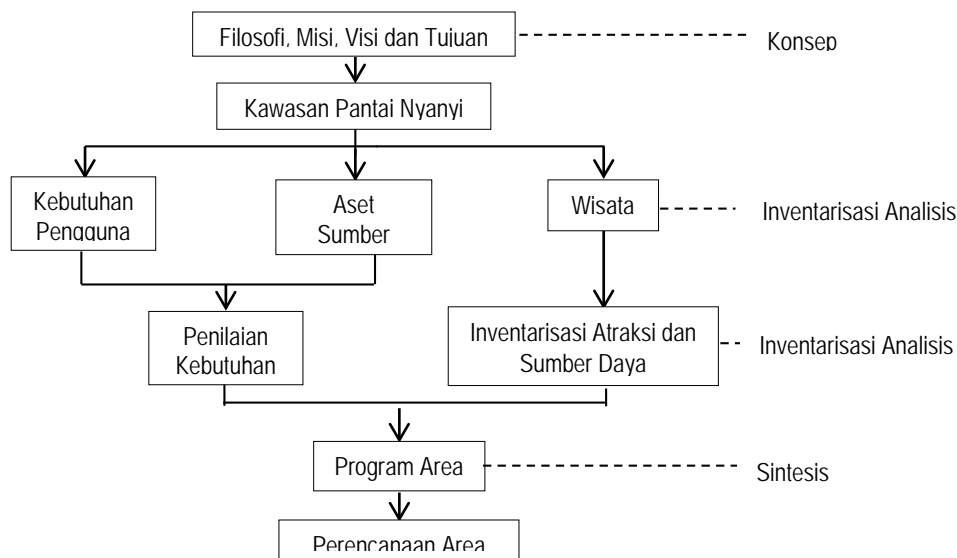 Filosofi, Misi, Visi dan Tujuan
Konsep
Kawasan Pantai Nyanyi
Kebutuhan
Pengguna
Aset
Sumber
Wisata
Inventarisasi Analisis
Penilaian
Kebutuhan
Inventarisasi Atraksi dan
Sumber Daya
Inventarisasi Analisis
Program Area
Sintesis
Perencanaan Area